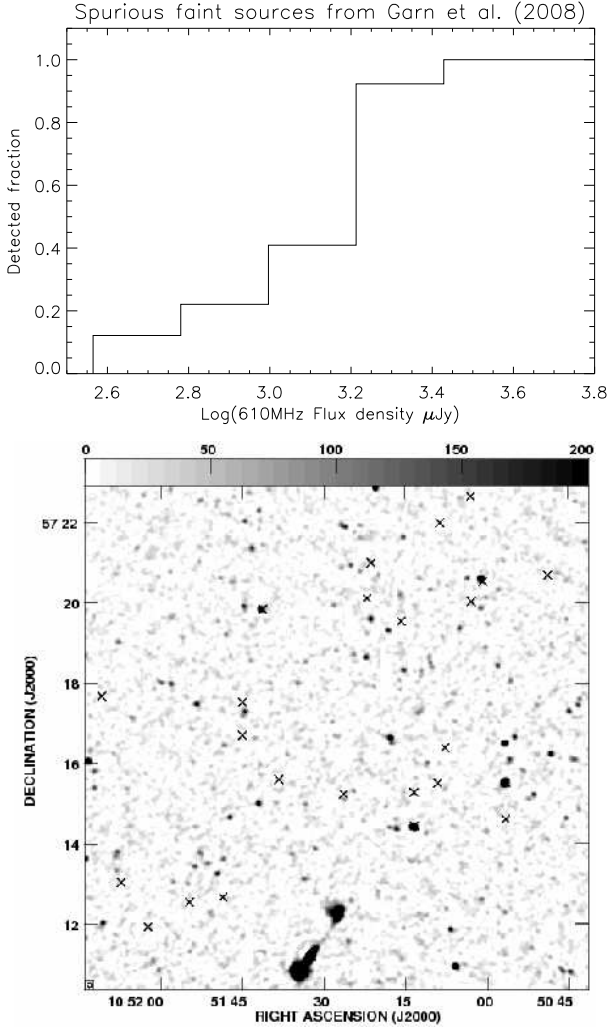 Spurious faint sources from Garn et al. (2008)
1.0
0.8
0.6
0.4
0.2
0.0
Detected fraction
2.6 2.8 3.0 3.2 3.4 3.6 3.8
Log(610MHz Flux density μJy)
0 50 100 150 200
57 22
20
18
16
14
12
DECLINATION (J2000)
10 52 00 51 45 30 15 00 50 45
RIGHT ASCENSION (J2000)